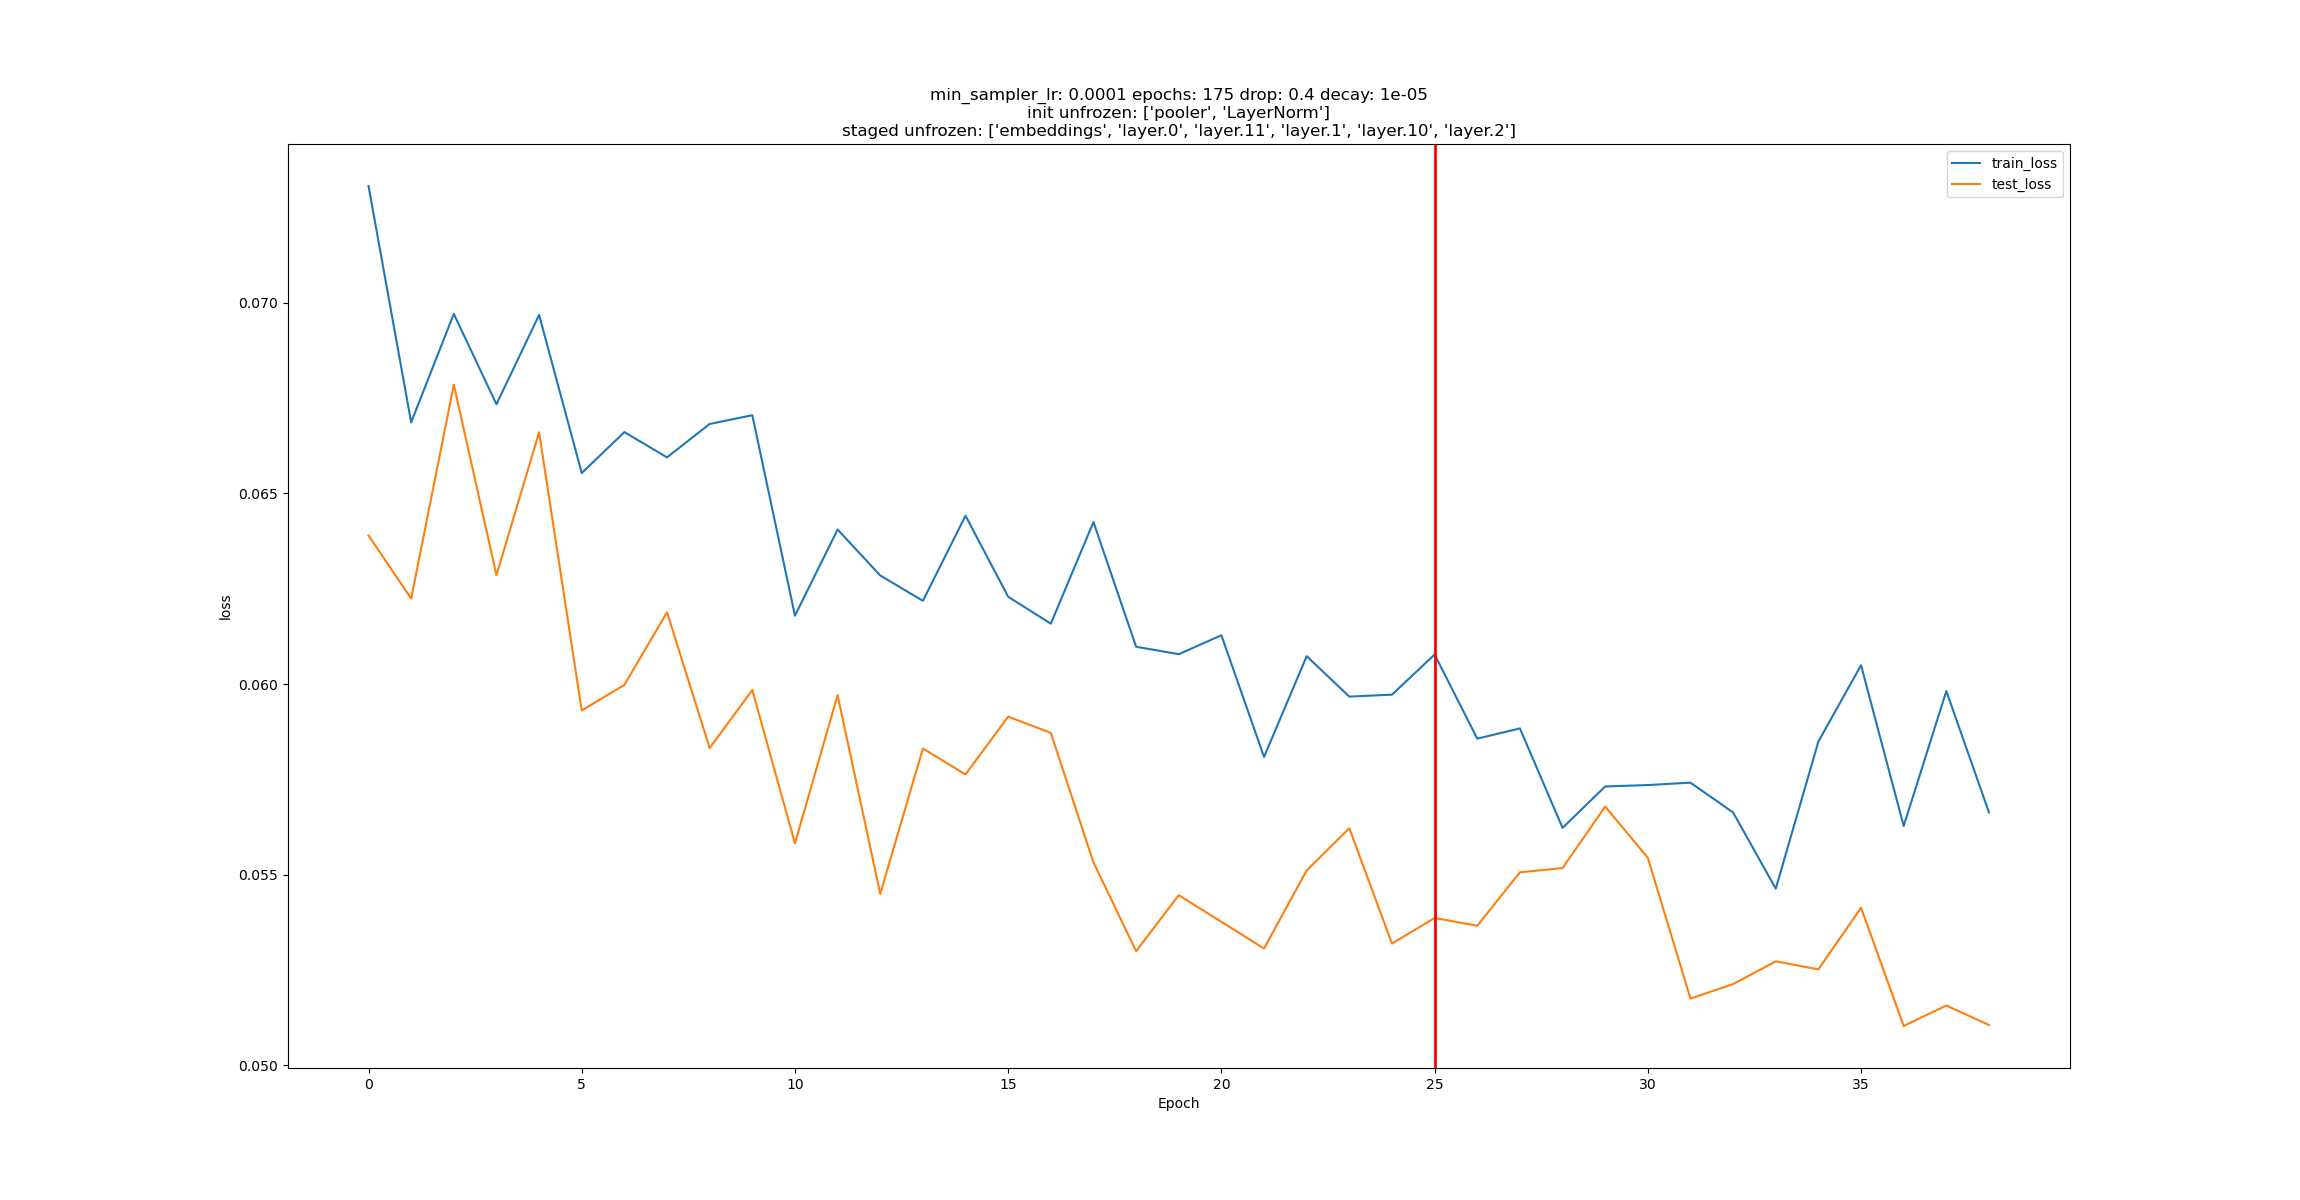 min_sampler_lr: 0.0001 epochs: 175 drop: 0.4 decay: 1e-05
init unfrozen: ['pooler', 'LayerNorm']
staged unfrozen: ['embeddings', 'layer.0', 'layer.11', 'layer.1', 'layer.10', 'layer.2']
train_loss
test_loss
0.070
0.065
0.060
0.055
0.050
loss
0 5 10 15 20 25 30 35
Epoch